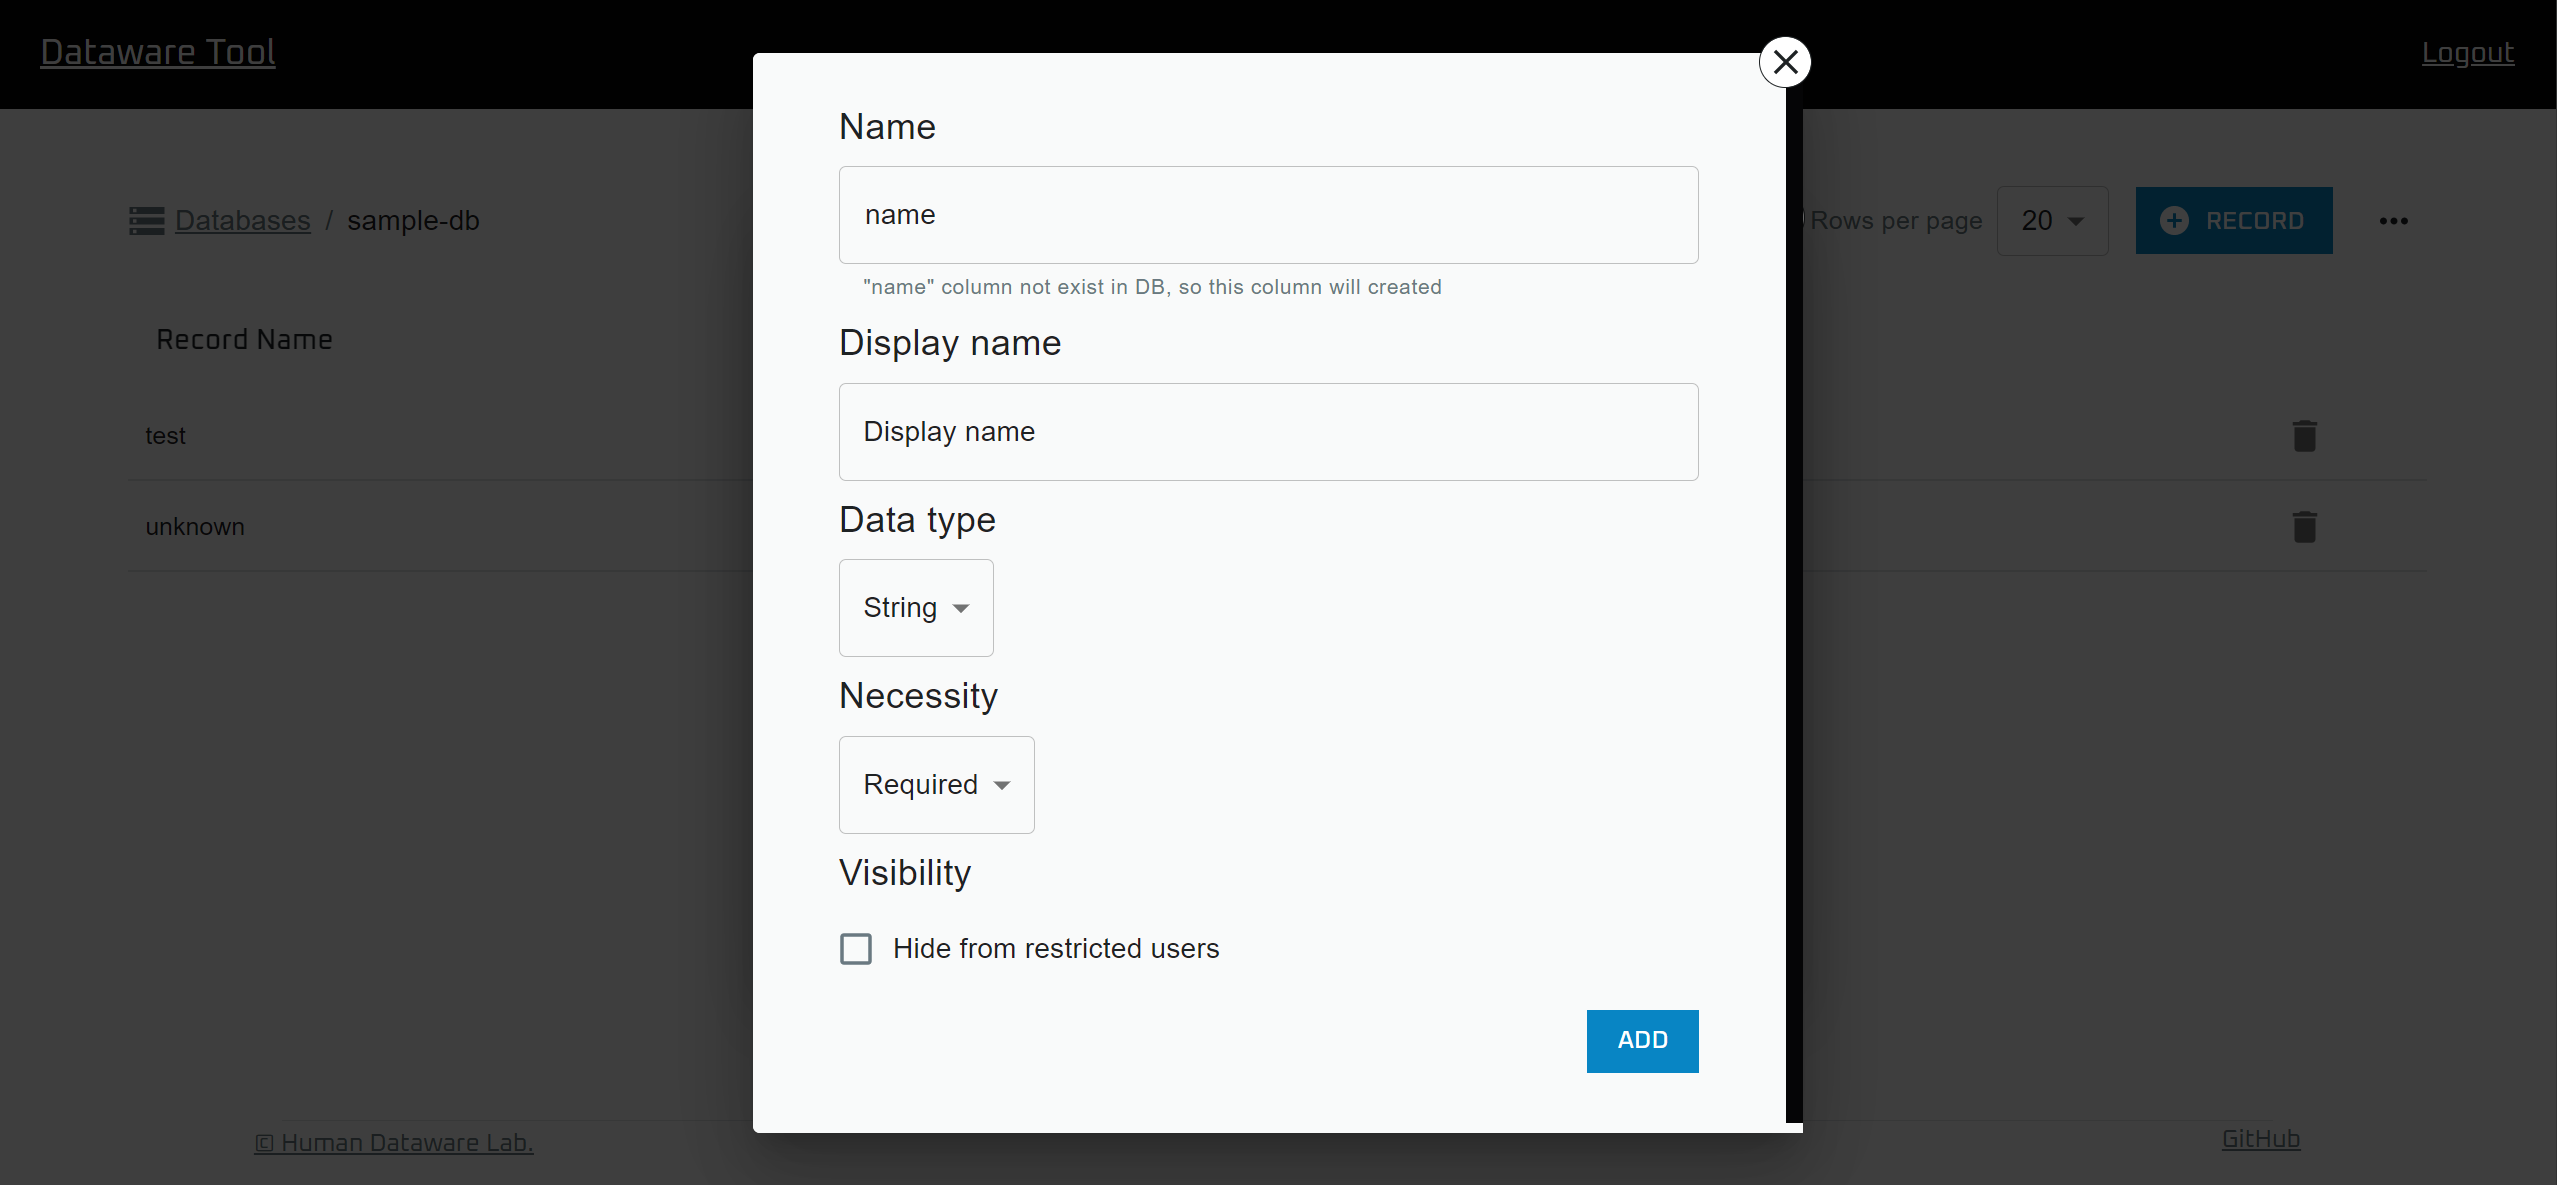 Dataware Tool
Logout
Databases / sample-db
Rows per page
20
RECORD
Record Name
test
unknown
Name
name
"name" column not exist in DB, so this column will created
Display name
Display name
Data type
String
Necessity
Required
Visibility
Hide from restricted users
ADD
© Human Dataware Lab.
GitHub